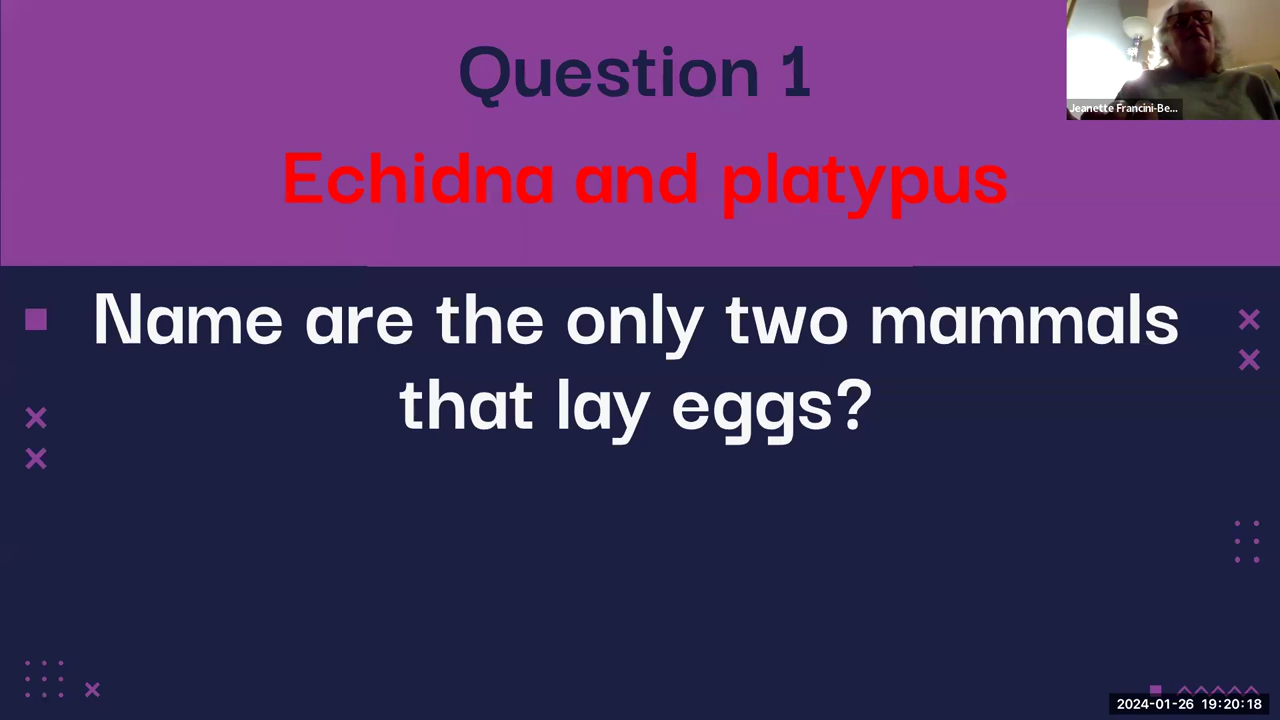 Question 1
Jeanette Francini-Be...
Echidna and platypus
Name are the only two mammals
that lay eggs?
2024-01-26 19:20:18